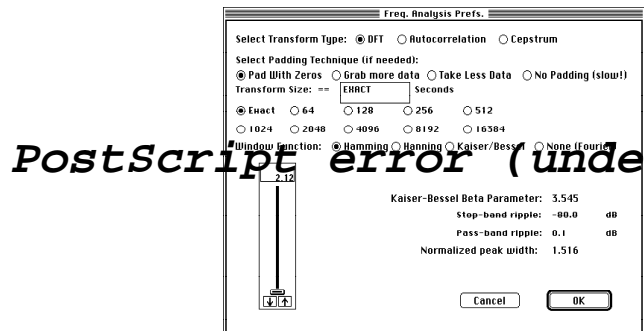 Freq. Analysis Prefs.
Select Transform Type: DFT Autocorrelation Cepstrum
Select Padding Technique (if needed):
Pad With Zeros Grab more data Take Less Data No Padding (slow!)
Transform Size: == EXACT Seconds
Exact 64 128 256 512
1024 2048 4096 8192 16384
Window Function: Hamming Hanning Kaiser/Bessel None (Fourier)
PostScript error (unde
2.12
Kaiser-Bessel Beta Parameter: 3.545
Stop-band ripple: -80.0 dB
Pass-band ripple: 0.1 dB
Normalized peak width: 1.516
Cancel OK